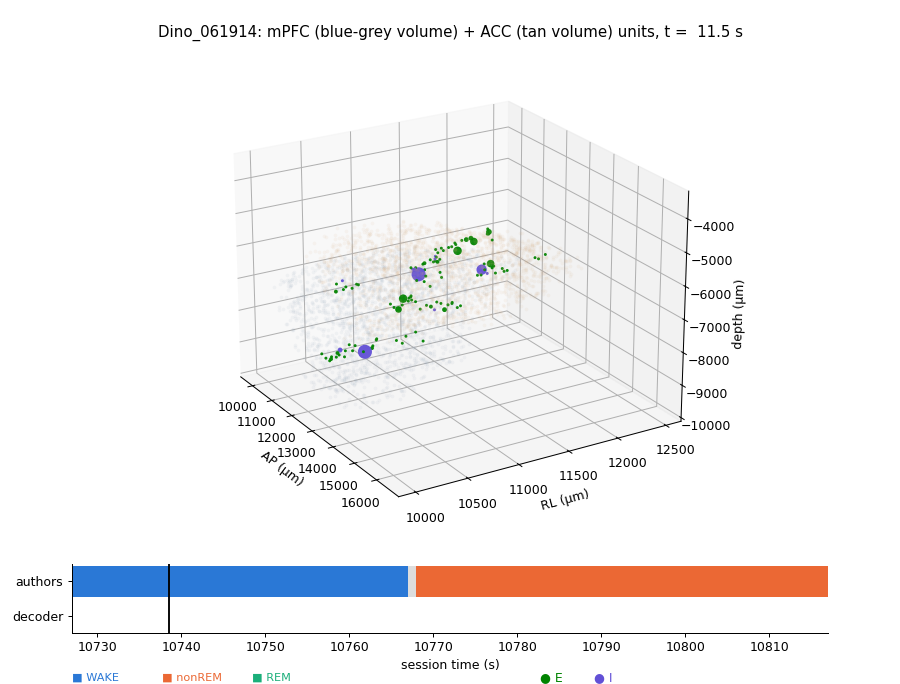 Dino_061914: mPFC (blue-grey volume) + ACC (tan volume) units, t =  11.5 s
−4000
−5000
−6000
−7000
−8000
−9000
−10000
depth (μm)
10000
11000
12000
13000
14000
15000
16000
AP (μm)
10000
10500
11000
11500
12000
12500
RL (μm)
authors
decoder
10730
10740
10750
10760
10770
10780
10790
10800
10810
session time (s)
WAKE
nonREM
REM
E
I